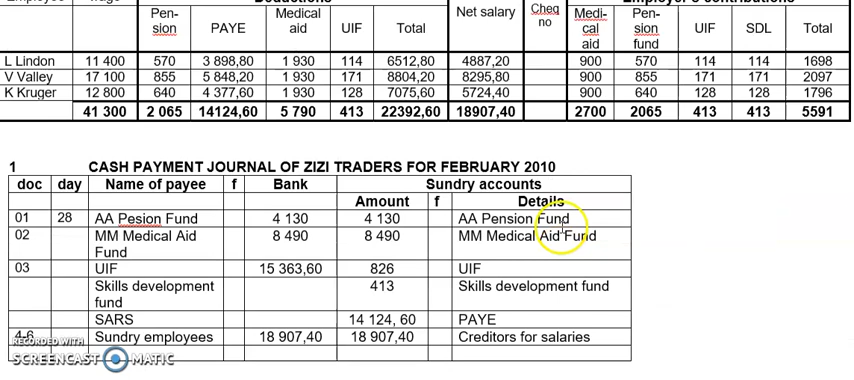 Deductions Employer's contributions
Employee wage Pen-sion PAYE Medical aid UIF Total Net salary Cheq no Medi-cal aid Pen-sion fund UIF SDL Total
L Lindon 11 400 570 3 898,80 1 930 114 6512,80 4887,20 900 570 114 114 1698
V Valley 17 100 855 5 848,20 1 930 171 8804,20 8295,80 900 855 171 171 2097
K Kruger 12 800 640 4 377,60 1 930 128 7075,60 5724,40 900 640 128 128 1796
41 300 2 065 14124,60 5 790 413 22392,60 18907,40 2700 2065 413 413 5591
1 CASH PAYMENT JOURNAL OF ZIZI TRADERS FOR FEBRUARY 2010
doc day Name of payee f Bank Sundry accounts
Amount f Details
01 28 AA Pesion Fund 4 130 4 130 AA Pension Fund
02 MM Medical Aid 8 490 8 490 MM Medical Aid Fund
Fund
03 UIF 15 363,60 826 UIF
Skills development 413 Skills development fund
fund
SARS 14 124, 60 PAYE
4-6 Sundry employees 18 907,40 18 907,40 Creditors for salaries
RECORDED WITH
SCREENCAST MATIC